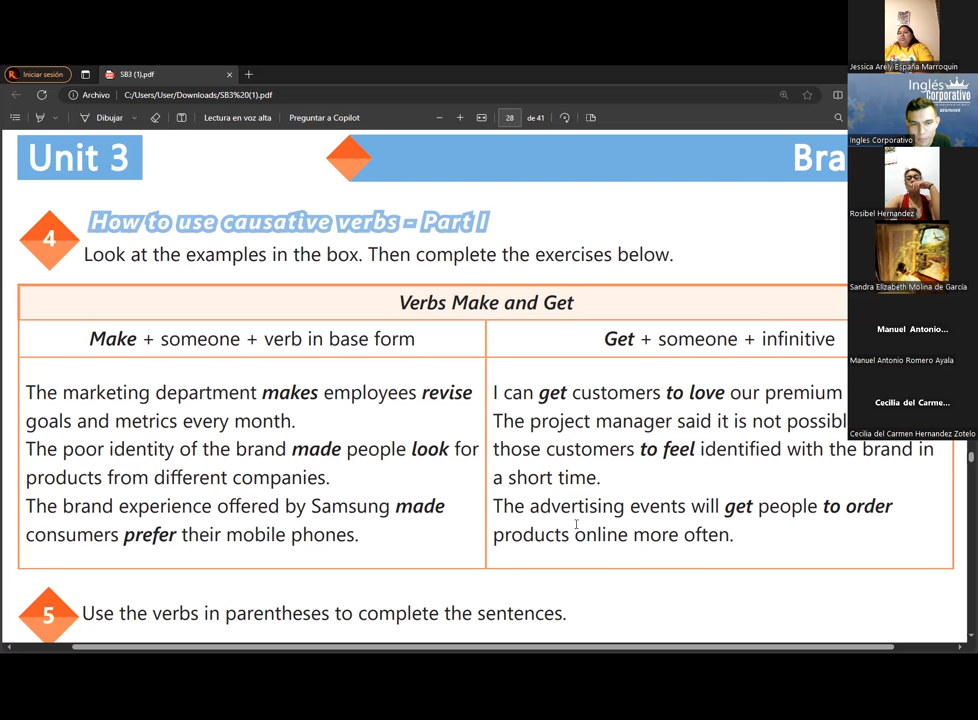 Iniciar sesión
SB3 (1).pdf
Archivo
C:/Users/User/Downloads/SB3%20(1).pdf
Dibujar
Lectura en voz alta
Preguntar a Copilot
28
de 41
Unit 3
Bra
4
How to use causative verbs - Part I
Look at the examples in the box. Then complete the exercises below.
Verbs Make and Get
Make + someone + verb in base form
The marketing department makes employees revise
goals and metrics every month.
The poor identity of the brand made people look for
products from different companies.
The brand experience offered by Samsung made
consumers prefer their mobile phones.
Get + someone + infinitive
I can get customers to love our premium
The project manager said it is not possibl
those customers to feel identified with the brand in
a short time.
The advertising events will get people to order
products online more often.
5
Use the verbs in parentheses to complete the sentences.
Jessica Arely España Marroquin
Inglés
Corporativo
BEGINNER
Ingles Corporativo
Rosibel Hernandez
Sandra Elizabeth Molina de García
Manuel Antonio...
Manuel Antonio Romero Ayala
Cecilia del Carme...
Cecilia del Carmen Hernandez Zotelo